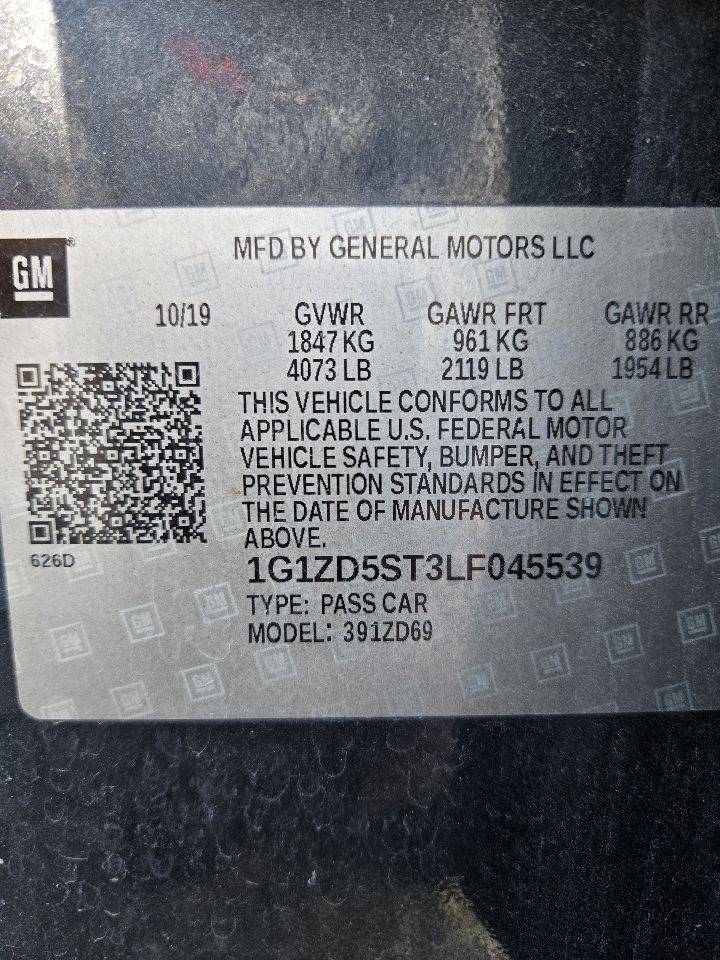 MFD BY GENERAL MOTORS LLC
GM
10/19 GVWR GAWR FRT GAWR RR
1847 KG 961 KG 886 KG
4073 LB 2119 LB 1954 LB
THIS VEHICLE CONFORMS TO ALL
APPLICABLE U.S. FEDERAL MOTOR
VEHICLE SAFETY, BUMPER, AND THEFT
PREVENTION STANDARDS IN EFFECT ON
THE DATE OF MANUFACTURE SHOWN
ABOVE.
626D
1G1ZD5ST3LF045539
TYPE: PASS CAR
MODEL: 391ZD69